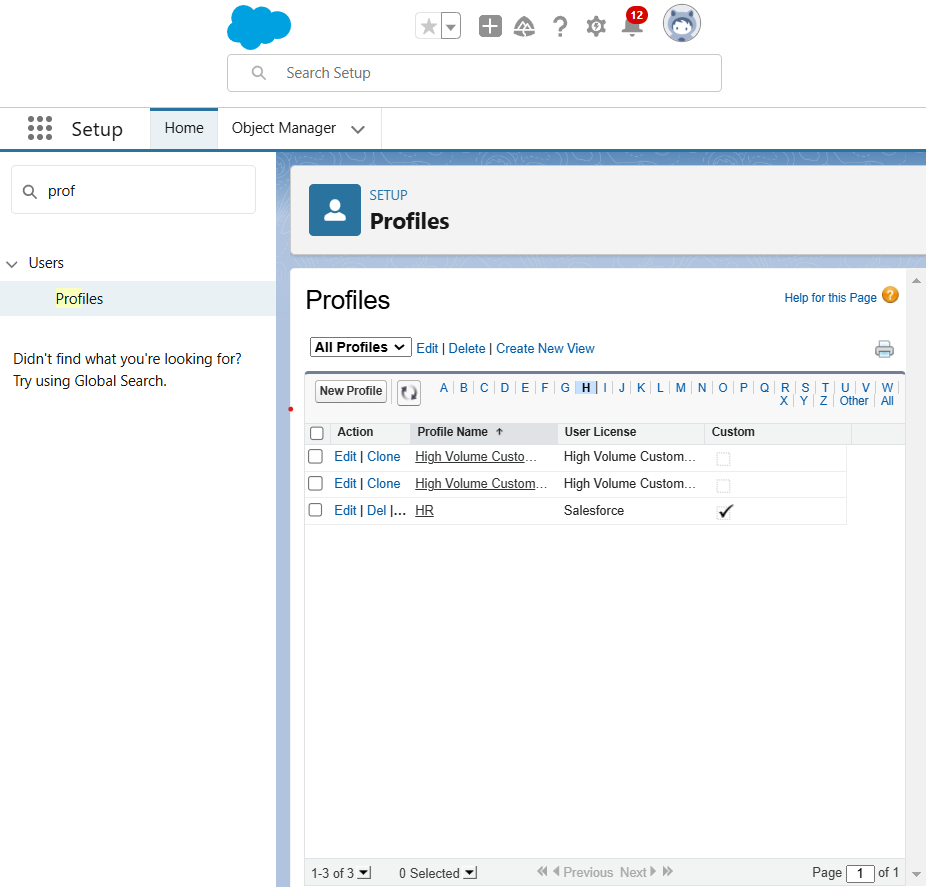 12
Search Setup
Setup Home Object Manager
prof
Users
Profiles
Didn't find what you're looking for?
Try using Global Search.
SETUP
Profiles
Profiles
Help for this Page ?
All Profiles Edit | Delete | Create New View
New Profile
A | B | C | D | E | F | G | H | I | J | K | L | M | N | O | P | Q | R | S | T | U | V | W |
X | Y | Z | Other | All
Action Profile Name ↑ User License Custom
Edit | Clone High Volume Custo... High Volume Custom...
Edit | Clone High Volume Custom... High Volume Custom...
Edit | Del |... HR Salesforce ✓
1-3 of 3 0 Selected Previous Next Page 1 of 1